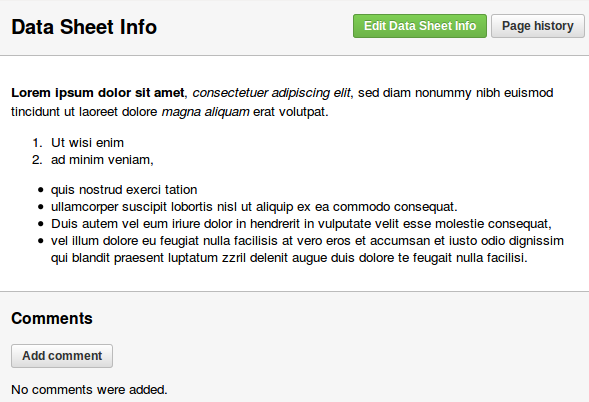 Data Sheet Info
Edit Data Sheet Info
Page history
Lorem ipsum dolor sit amet, consectetuer adipiscing elit, sed diam nonummy nibh euismod
tincidunt ut laoreet dolore magna aliquam erat volutpat.
1. Ut wisi enim
2. ad minim veniam,
• quis nostrud exerci tation
• ullamcorper suscipit lobortis nisl ut aliquip ex ea commodo consequat.
• Duis autem vel eum iriure dolor in hendrerit in vulputate velit esse molestie consequat,
• vel illum dolore eu feugiat nulla facilisis at vero eros et accumsan et iusto odio dignissim
qui blandit praesent luptatum zzril delenit augue duis dolore te feugait nulla facilisi.
Comments
Add comment
No comments were added.